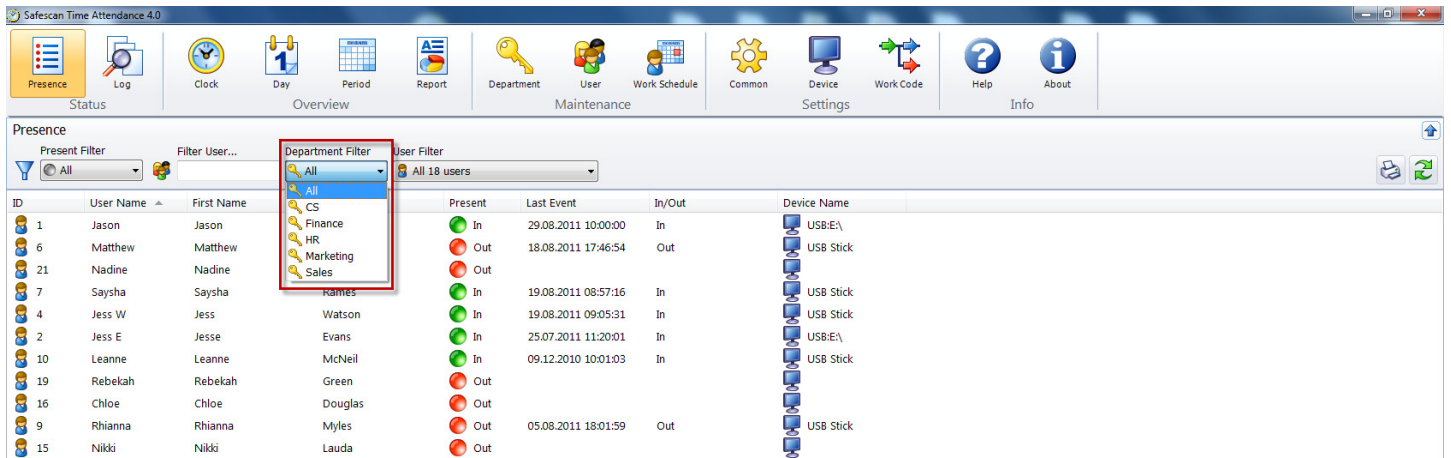 Safescan Time Attendance 4.0
Presence Log Clock Day Period Report Department User Work Schedule Common Device Work Code Help About
Status Overview Maintenance Settings Info
Presence
Present Filter Filter User... Department Filter User Filter
All All All 18 users
ID User Name First Name Present Last Event In/Out Device Name
All
CS
Finance
HR
Marketing
Sales
1 Jason Jason In 29.08.2011 10:00:00 In USB:E:\
6 Matthew Matthew Out 18.08.2011 17:46:54 Out USB Stick
21 Nadine Nadine Out
7 Saysha Saysha Rames In 19.08.2011 08:57:16 In USB Stick
4 Jess W Jess Watson In 19.08.2011 09:05:31 In USB Stick
2 Jess E Jesse Evans In 25.07.2011 11:20:01 In USB:E:\
10 Leanne Leanne McNeil In 09.12.2010 10:01:03 In USB Stick
19 Rebekah Rebekah Green Out
16 Chloe Chloe Douglas Out
9 Rhianna Rhianna Myles Out 05.08.2011 18:01:59 Out USB Stick
15 Nikki Nikki Lauda Out